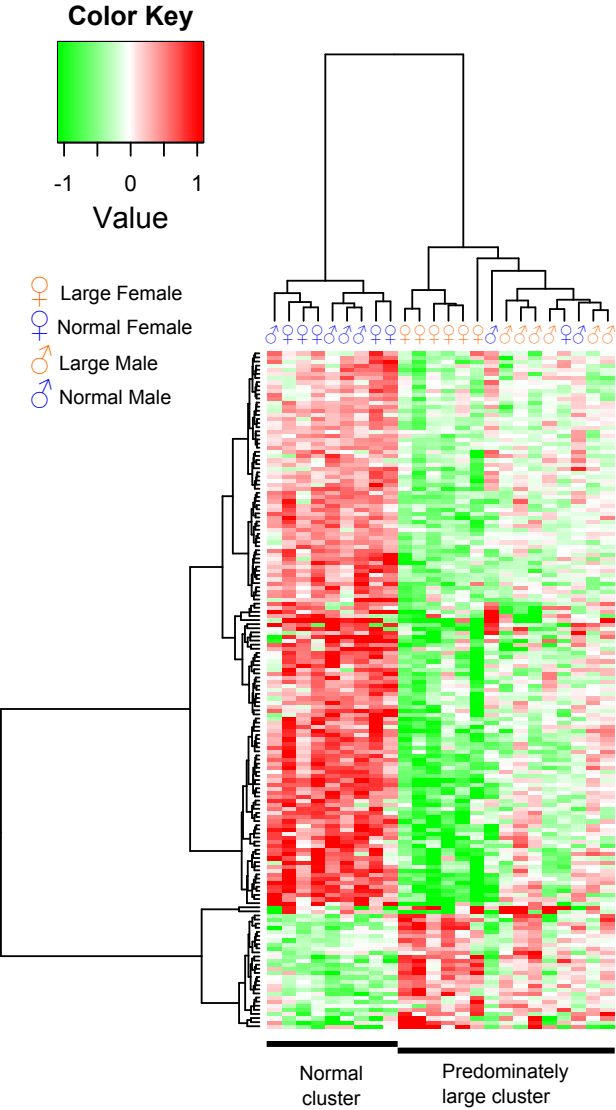 Color Key
-1 0 1
Value
♀ Large Female
♀ Normal Female
♂ Large Male
♂ Normal Male
♂♀♀♀♂♂♂♀♀♀♀♀♀♀♀♂♂♂♂♂♀♂♂♂
Normal
cluster
Predominately
large cluster